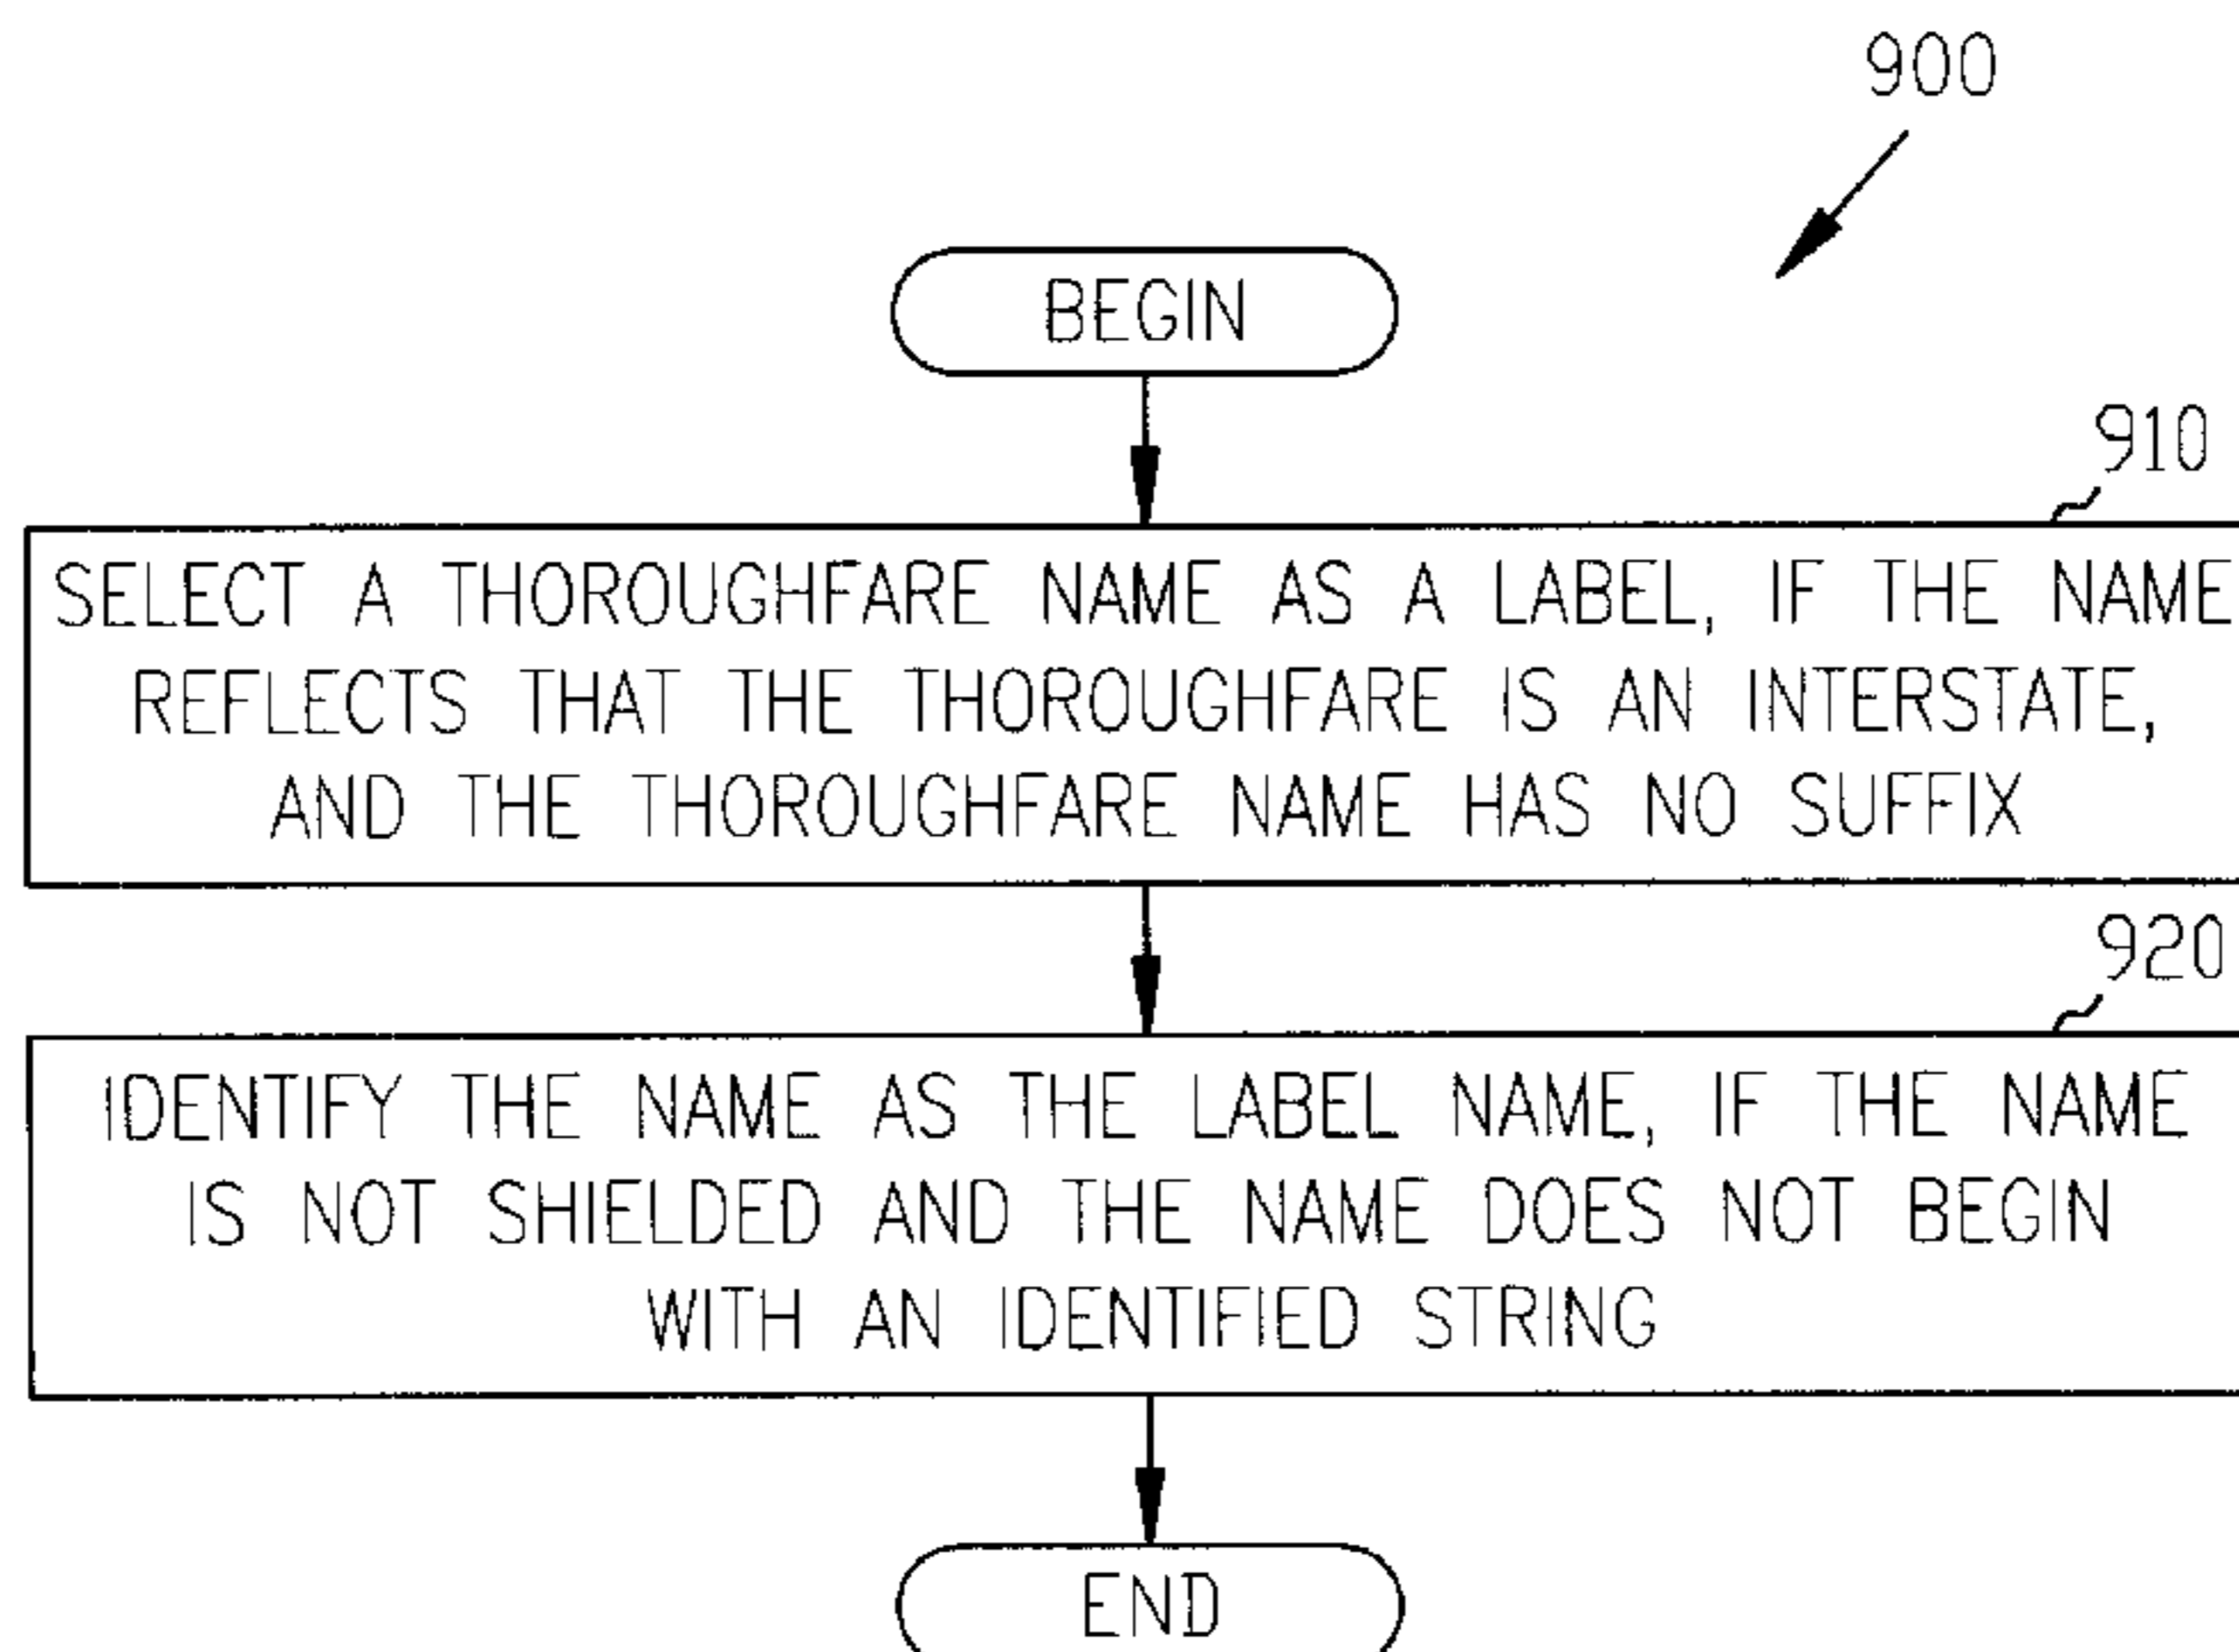 900
BEGIN
910
SELECT A THOROUGHFARE NAME AS A LABEL, IF THE NAME
REFLECTS THAT THE THOROUGHFARE IS AN INTERSTATE,
AND THE THOROUGHFARE NAME HAS NO SUFFIX
920
IDENTIFY THE NAME AS THE LABEL NAME, IF THE NAME
IS NOT SHIELDED AND THE NAME DOES NOT BEGIN
WITH AN IDENTIFIED STRING
END